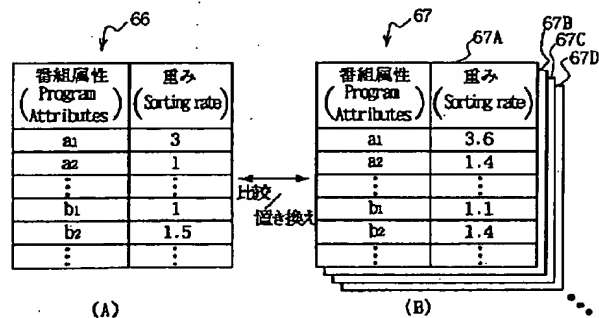 66
番組属性 重み
(Program Attributes) (Sorting rate)
a1 3
a2 1
⋮ ⋮
b1 1
b2 1.5
⋮ ⋮
(A)
比較
置き換え
67
67A
67B
67C
67D
番組属性 重み
(Program Attributes) (Sorting rate)
a1 3.6
a2 1.4
⋮ ⋮
b1 1.1
b2 1.4
⋮ ⋮
(B)